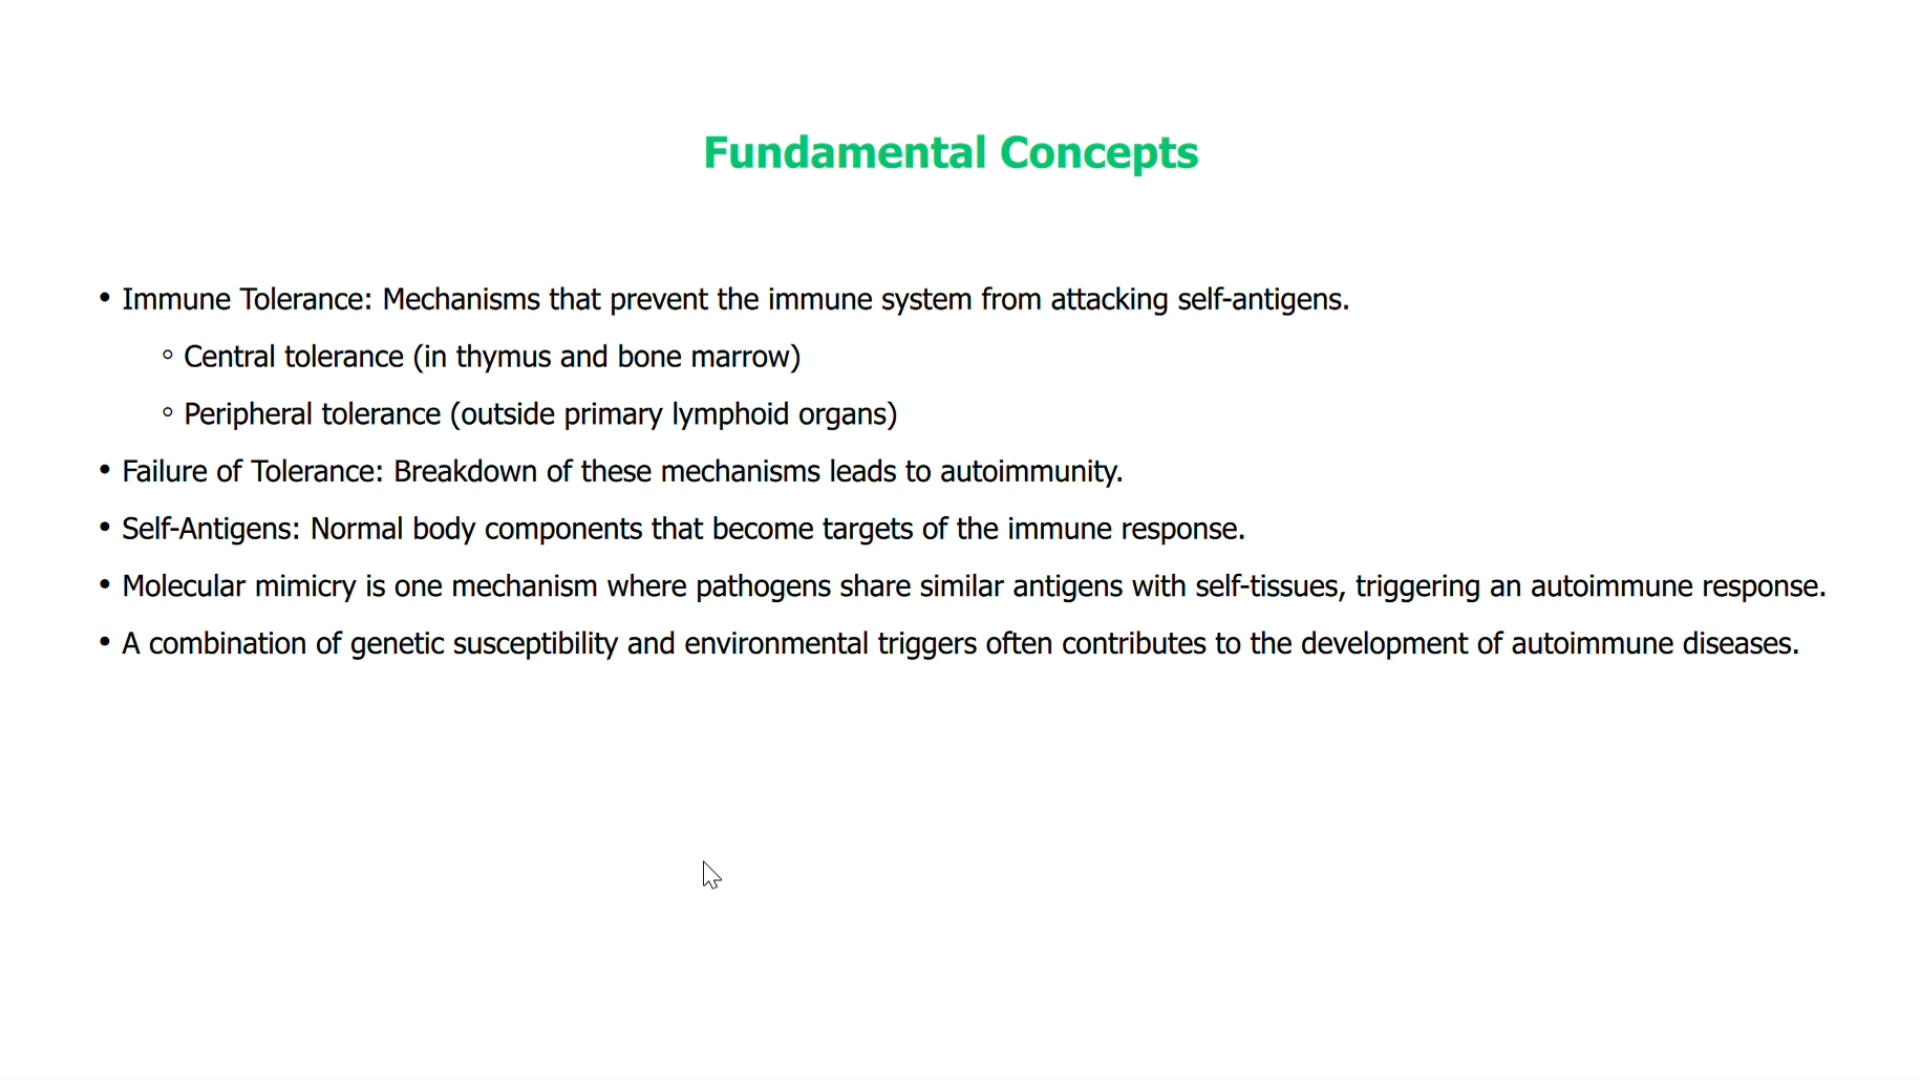 Fundamental Concepts
• Immune Tolerance: Mechanisms that prevent the immune system from attacking self-antigens.
◦ Central tolerance (in thymus and bone marrow)
◦ Peripheral tolerance (outside primary lymphoid organs)
• Failure of Tolerance: Breakdown of these mechanisms leads to autoimmunity.
• Self-Antigens: Normal body components that become targets of the immune response.
• Molecular mimicry is one mechanism where pathogens share similar antigens with self-tissues, triggering an autoimmune response.
• A combination of genetic susceptibility and environmental triggers often contributes to the development of autoimmune diseases.